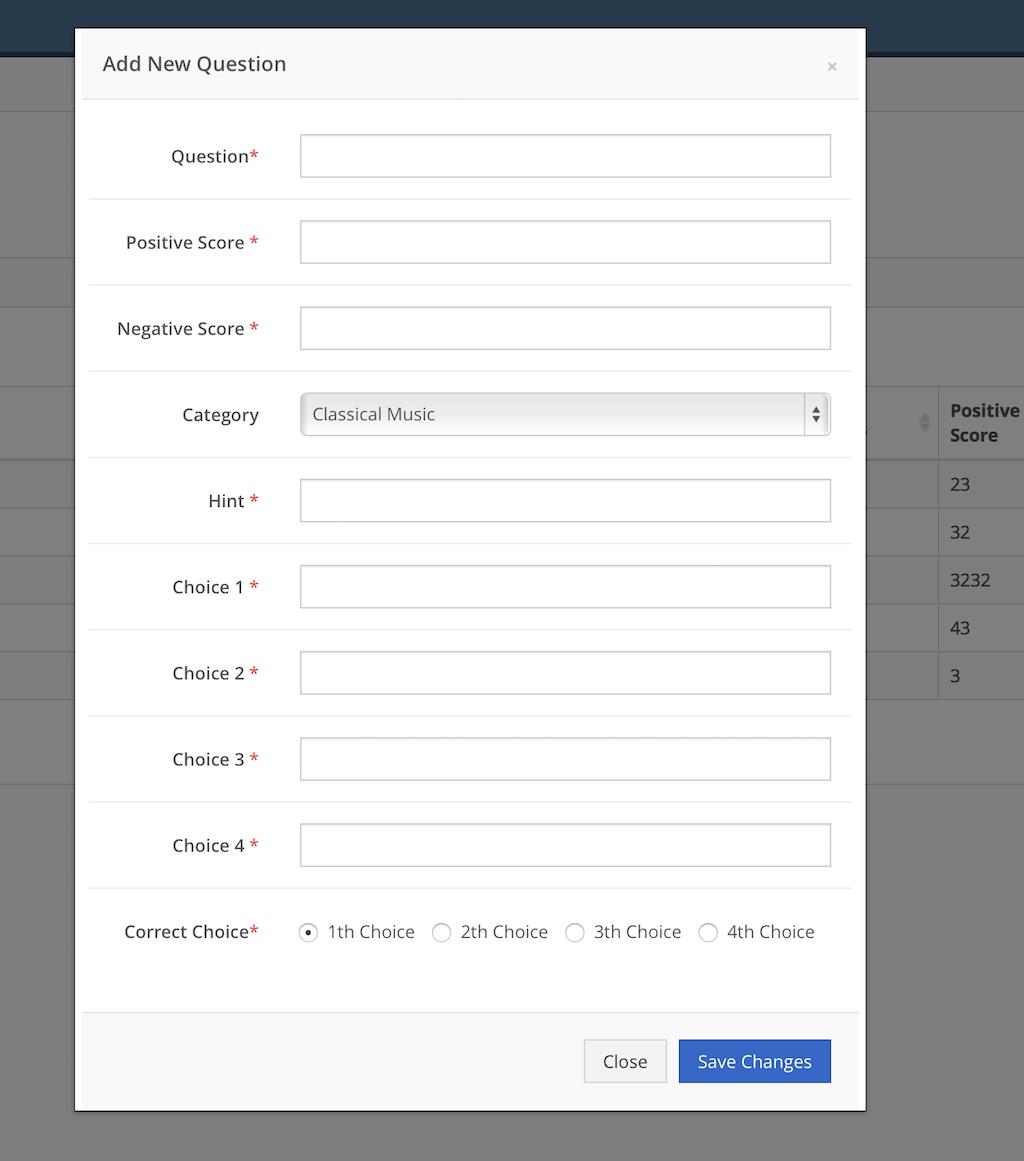 Add New Question
×
Question*
Positive Score *
Negative Score *
Category
Classical Music
Hint *
Choice 1 *
Choice 2 *
Choice 3 *
Choice 4 *
Correct Choice*
1th Choice
2th Choice
3th Choice
4th Choice
Close
Save Changes
Positive
Score
23
32
3232
43
3